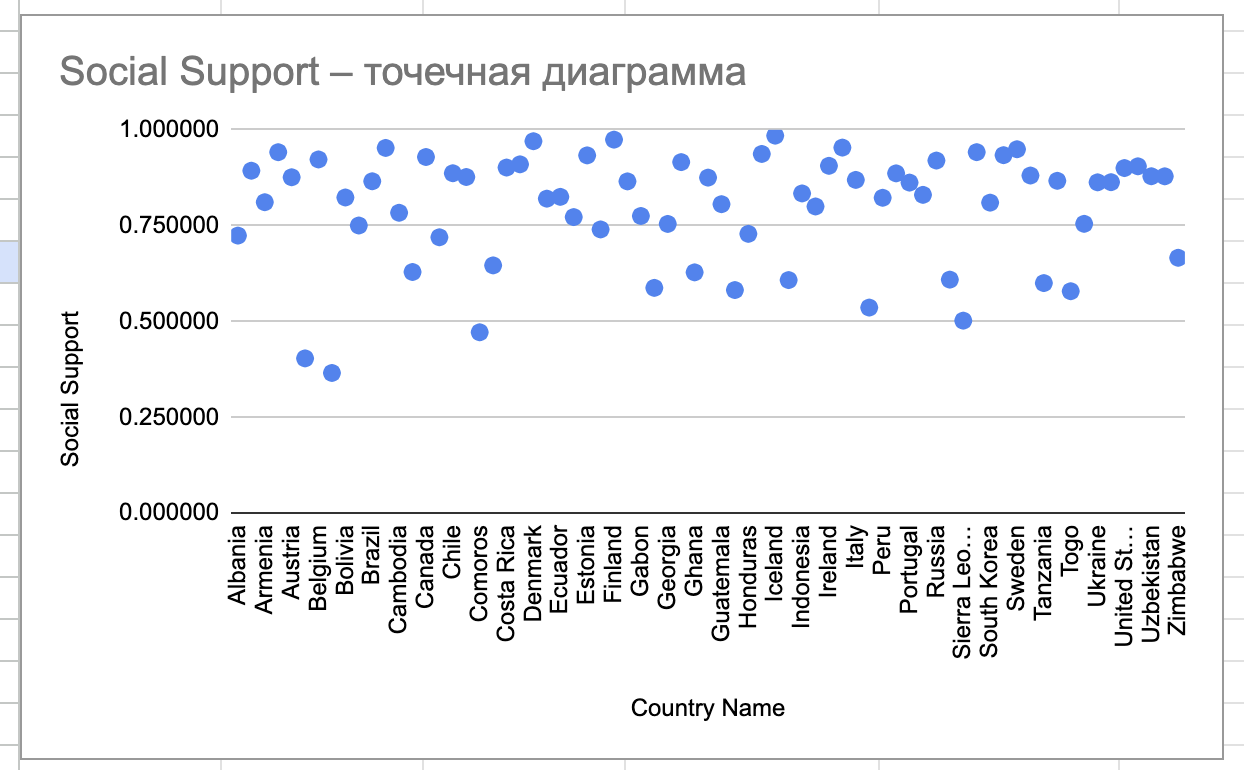 Social Support – точечная диаграмма
1.000000
0.750000
0.500000
0.250000
0.000000
Social Support
Albania
Armenia
Austria
Belgium
Bolivia
Brazil
Cambodia
Canada
Chile
Comoros
Costa Rica
Denmark
Ecuador
Estonia
Finland
Gabon
Georgia
Ghana
Guatemala
Honduras
Iceland
Indonesia
Ireland
Italy
Peru
Portugal
Russia
Sierra Leo…
South Korea
Sweden
Tanzania
Togo
Ukraine
United St…
Uzbekistan
Zimbabwe
Country Name